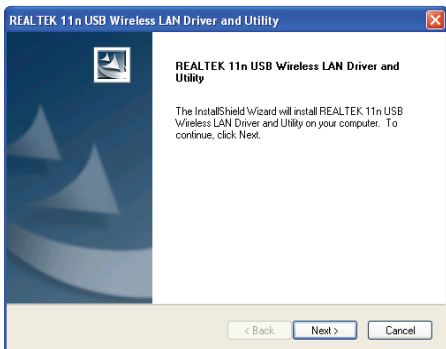 REALTEK 11n USB Wireless LAN Driver and Utility
REALTEK 11n USB Wireless LAN Driver and
Utility
The InstallShield Wizard will install REALTEK 11n USB
Wireless LAN Driver and Utility on your computer. To
continue, click Next.
< Back
Next >
Cancel